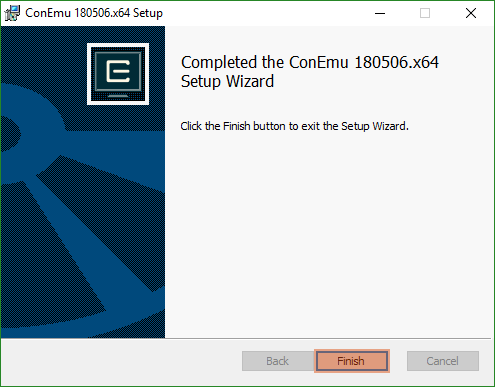 ConEmu 180506.x64 Setup
Completed the ConEmu 180506.x64
Setup Wizard
Click the Finish button to exit the Setup Wizard.
Back
Finish
Cancel